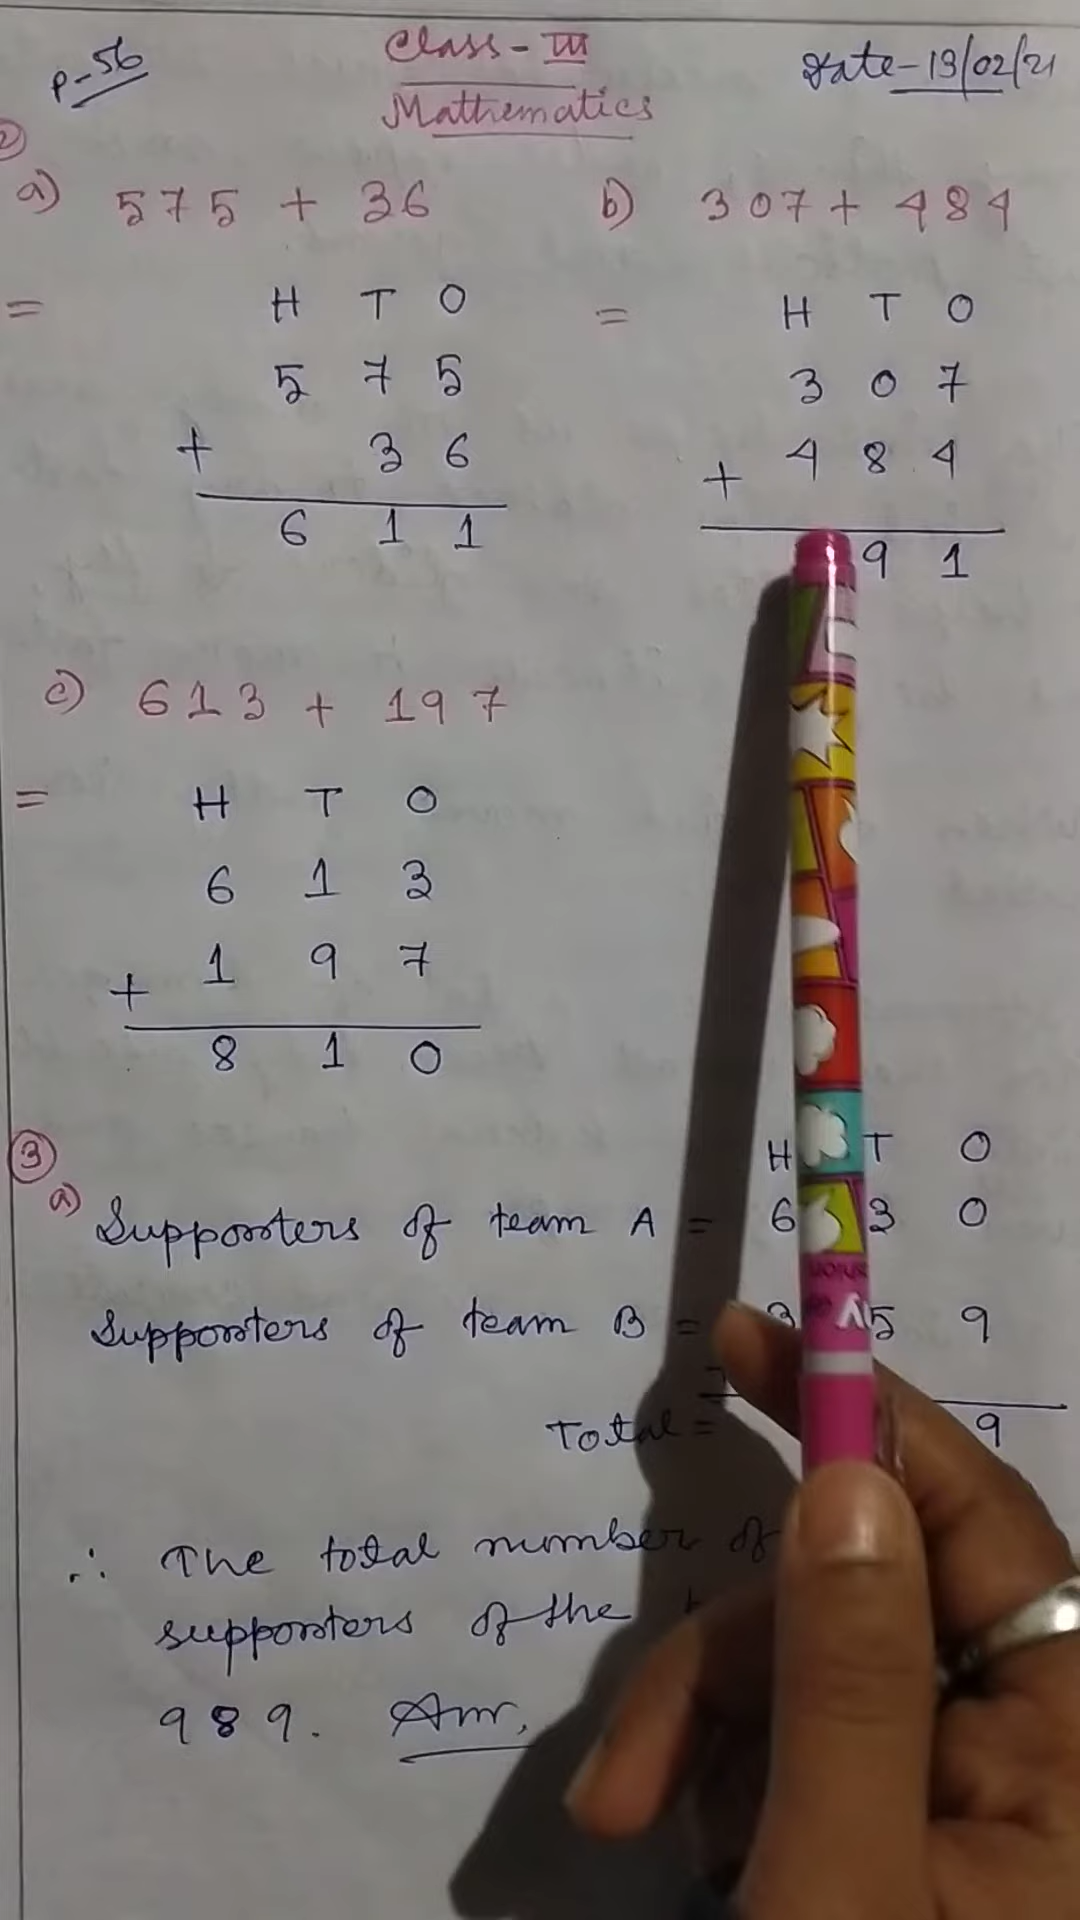 P-56
Class - III
Date - 13/02/21
Mathematics
2
a) 575 + 36
= H T O
5 7 5
+ 3 6
6 1 1
b) 307 + 484
= H T O
3 0 7
+ 4 8 4
9 1
c) 613 + 197
= H T O
6 1 3
+ 1 9 7
8 1 0
3
H T O
a) Supporters of team A = 6 3 0
Supporters of team B = 3 5 9
Total = 9
∴ The total number of
supporters of the
989. Ans.